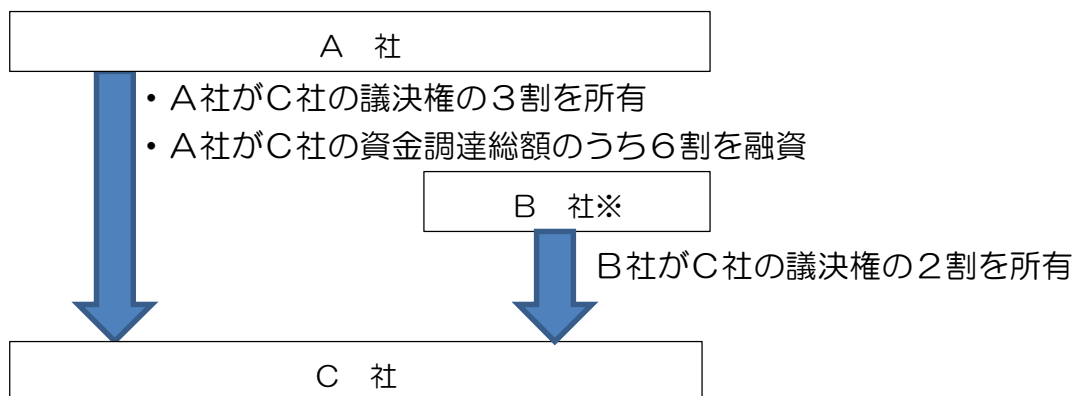 A　社
・A社がC社の議決権の３割を所有
・A社がC社の資金調達総額のうち６割を融資
B　社※
B社がC社の議決権の２割を所有
C　社